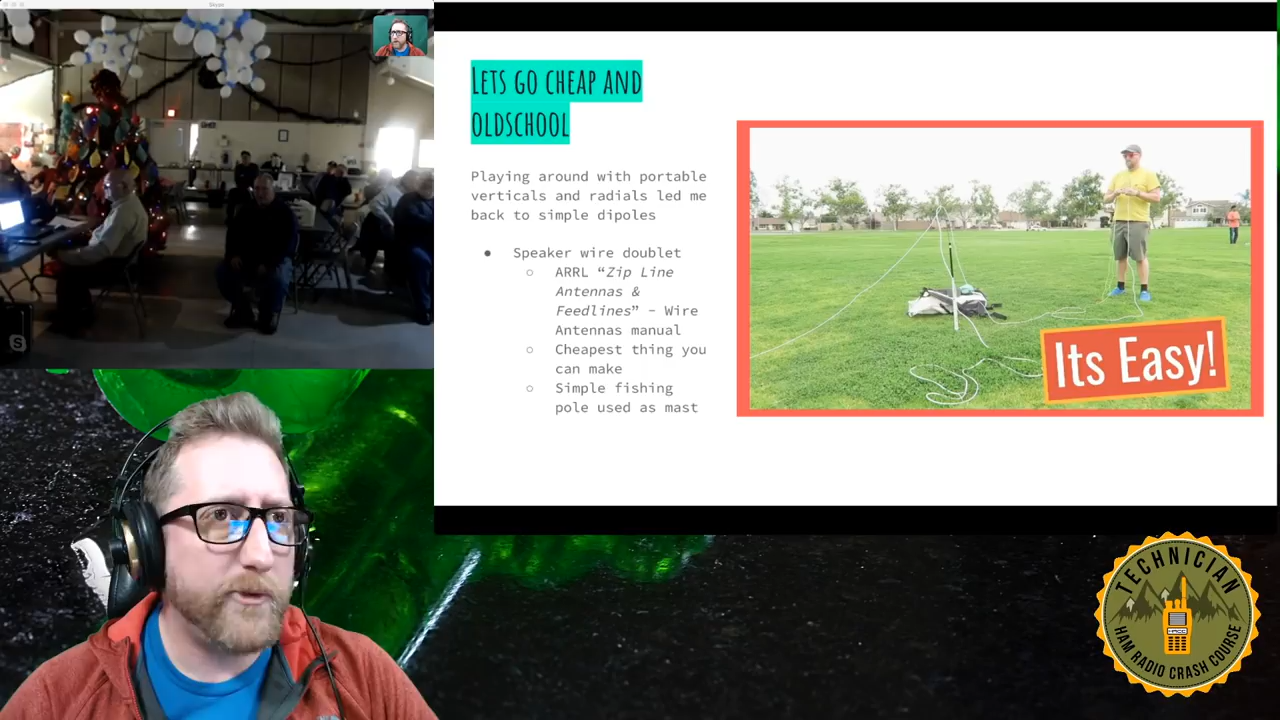 Skype
LETS GO CHEAP AND
OLDSCHOOL
Playing around with portable
verticals and radials led me
back to simple dipoles
● Speaker wire doublet
○ ARRL “Zip Line
Antennas &
Feedlines” – Wire
Antennas manual
○ Cheapest thing you
can make
○ Simple fishing
pole used as mast
Its Easy!
TECHNICIAN
HRCC
HAM RADIO CRASH COURSE